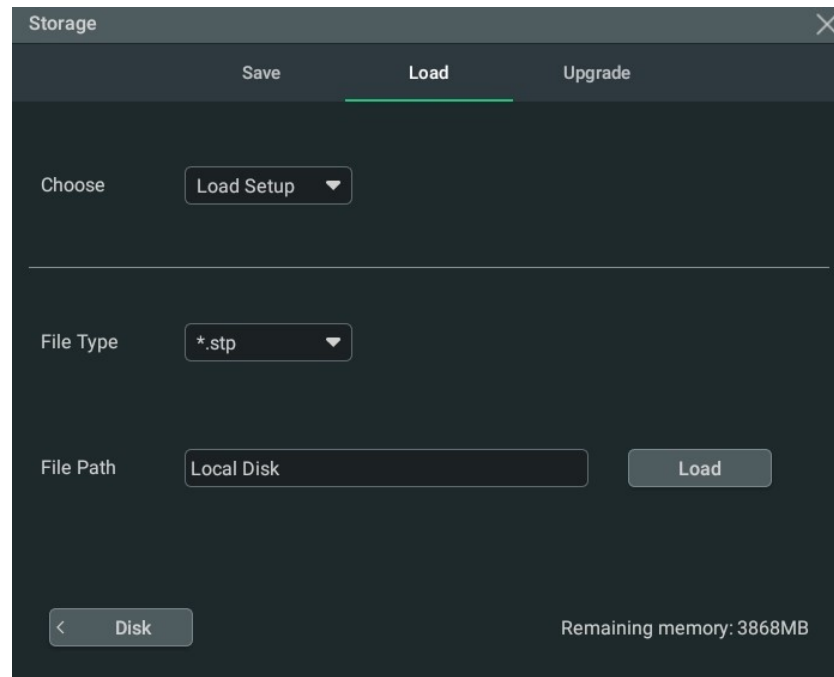 Storage
Save Load Upgrade
Choose Load Setup
File Type *.stp
File Path Local Disk Load
Disk Remaining memory: 3868MB